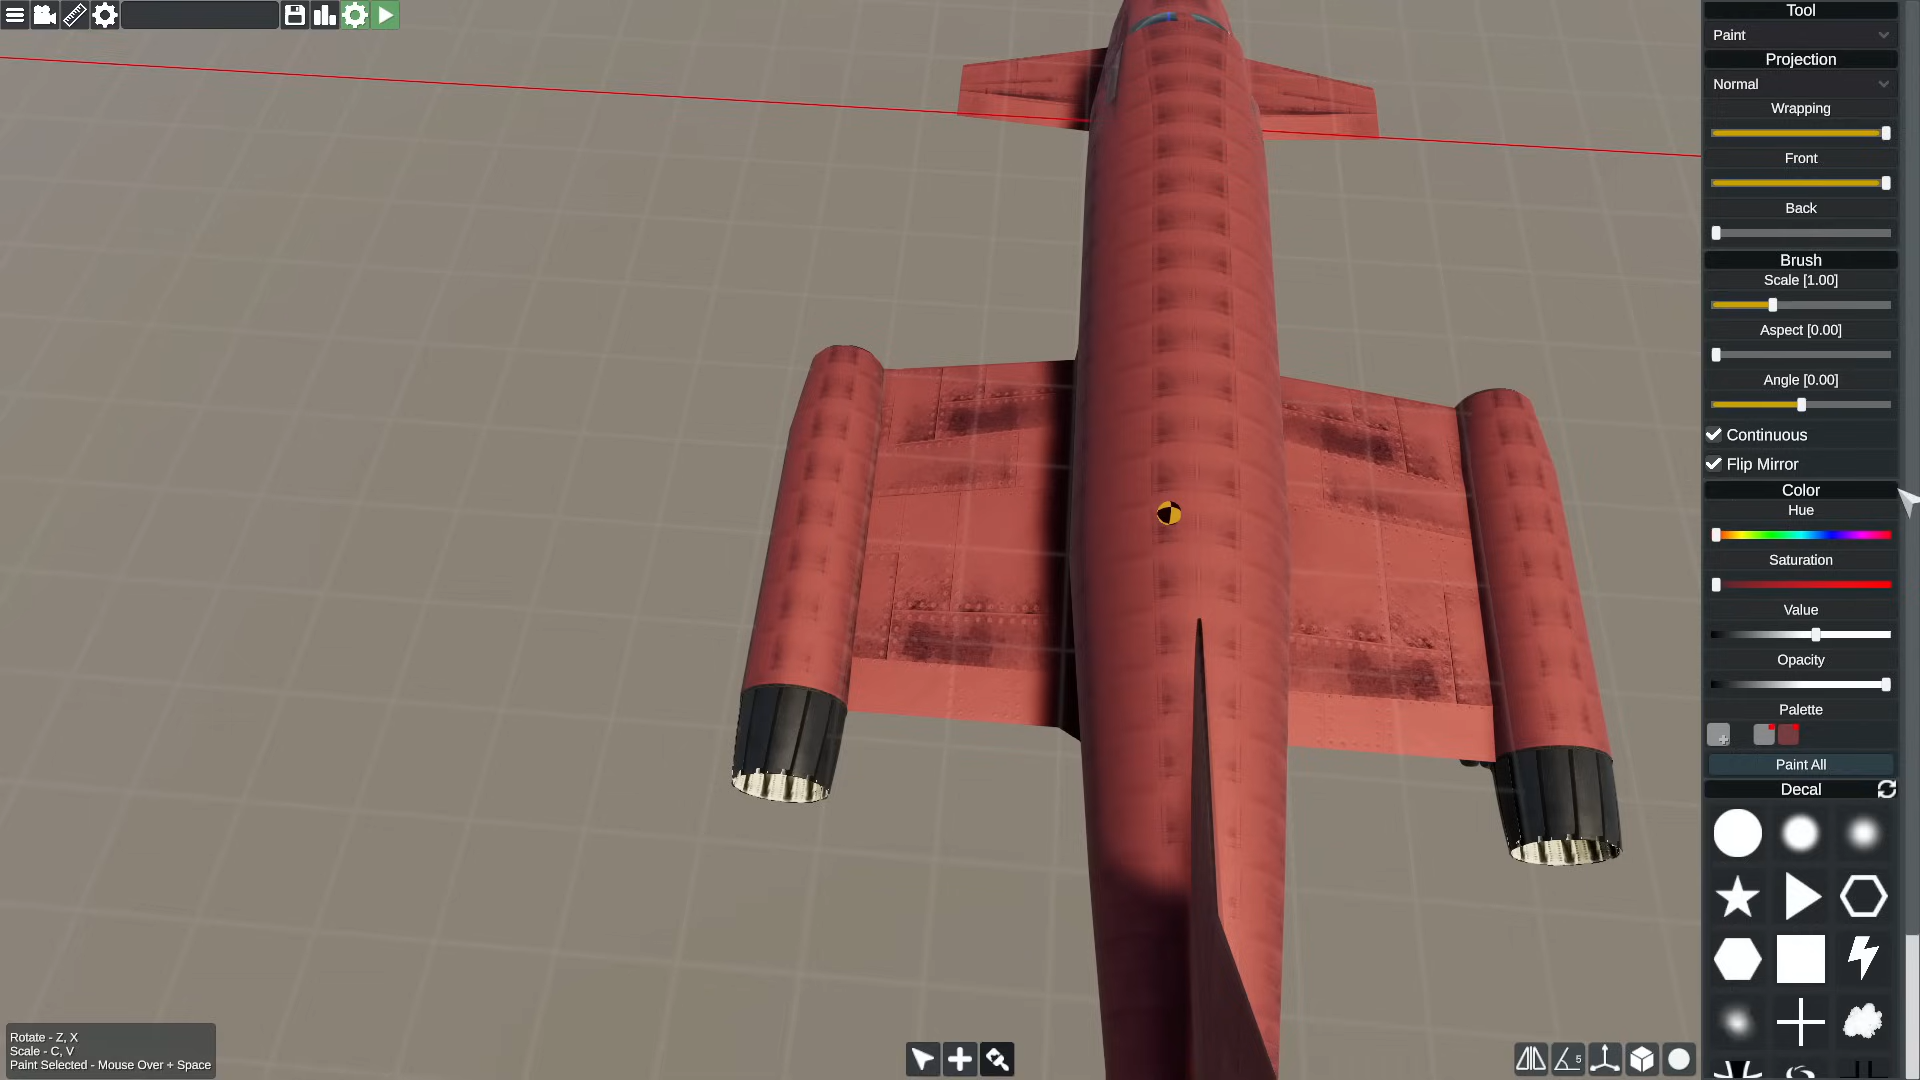 Tool
Paint
Projection
Normal
Wrapping
Front
Back
Brush
Scale [1.00]
Aspect [0.00]
Angle [0.00]
Continuous
Flip Mirror
Color
Hue
Saturation
Value
Opacity
Palette
Paint All
Decal
Rotate - Z, X
Scale - C, V
Paint Selected - Mouse Over + Space
5